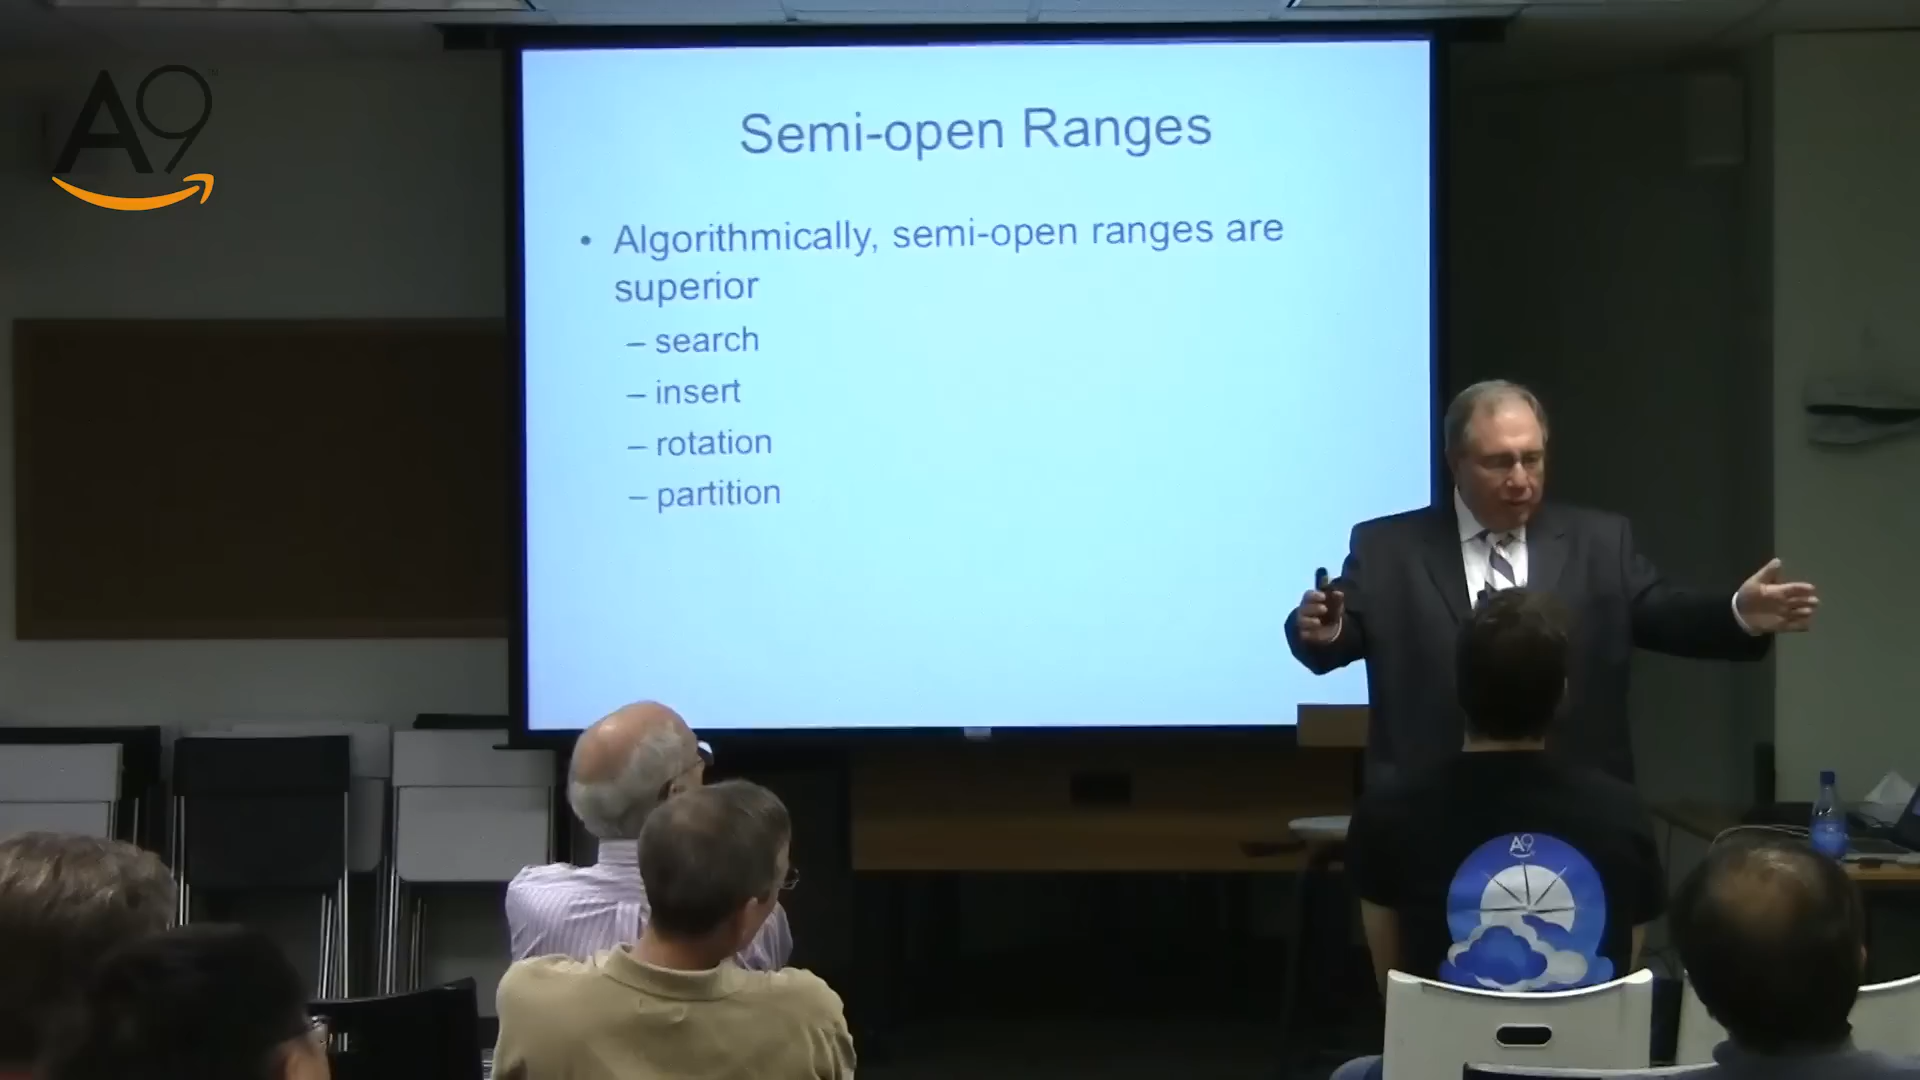 A9
Semi-open Ranges
• Algorithmically, semi-open ranges are
superior
– search
– insert
– rotation
– partition
A9